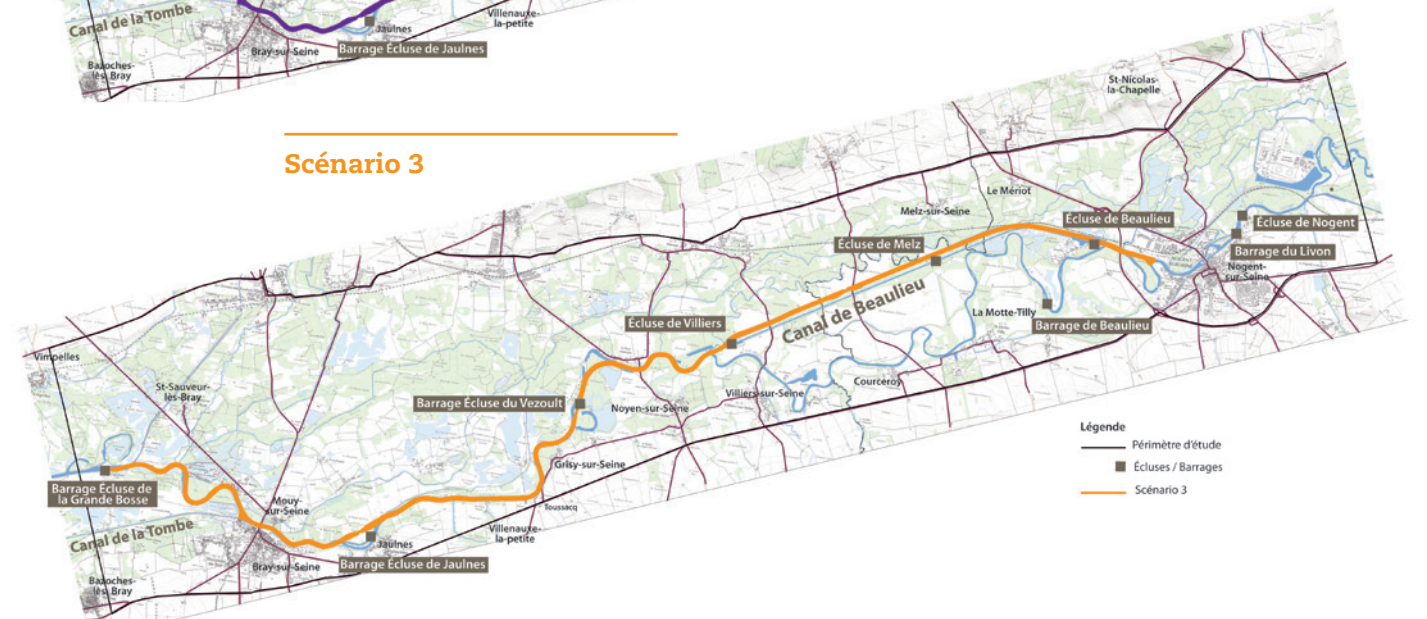 Canal de la Tombe
Jaulnes
Villenauxe-
la-petite
Bray-sur-Seine
Barrage Écluse de Jaulnes
Bazoches-
lès Bray
Scénario 3
St-Nicolas-
la-Chapelle
Le Mériot
Melz-sur-Seine
Écluse de Beaulieu
Écluse de Nogent
Écluse de Melz
Barrage du Livon
Nogent-
sur-Seine
Canal de Beaulieu
La Motte-Tilly
Barrage de Beaulieu
Écluse de Villiers
Vimpelles
St-Sauveur-
lès-Bray
Courceroy
Villiers-sur-Seine
Barrage Écluse du Vezoult
Noyen-sur-Seine
Grisy-sur-Seine
Toussacq
Barrage Écluse de
la Grande Bosse
Mouy-
sur-Seine
Canal de la Tombe
Villenauxe-
la-petite
Jaulnes
Bray-sur-Seine
Barrage Écluse de Jaulnes
Bazoches-
lès Bray
Légende
Périmètre d'étude
Écluses / Barrages
Scénario 3